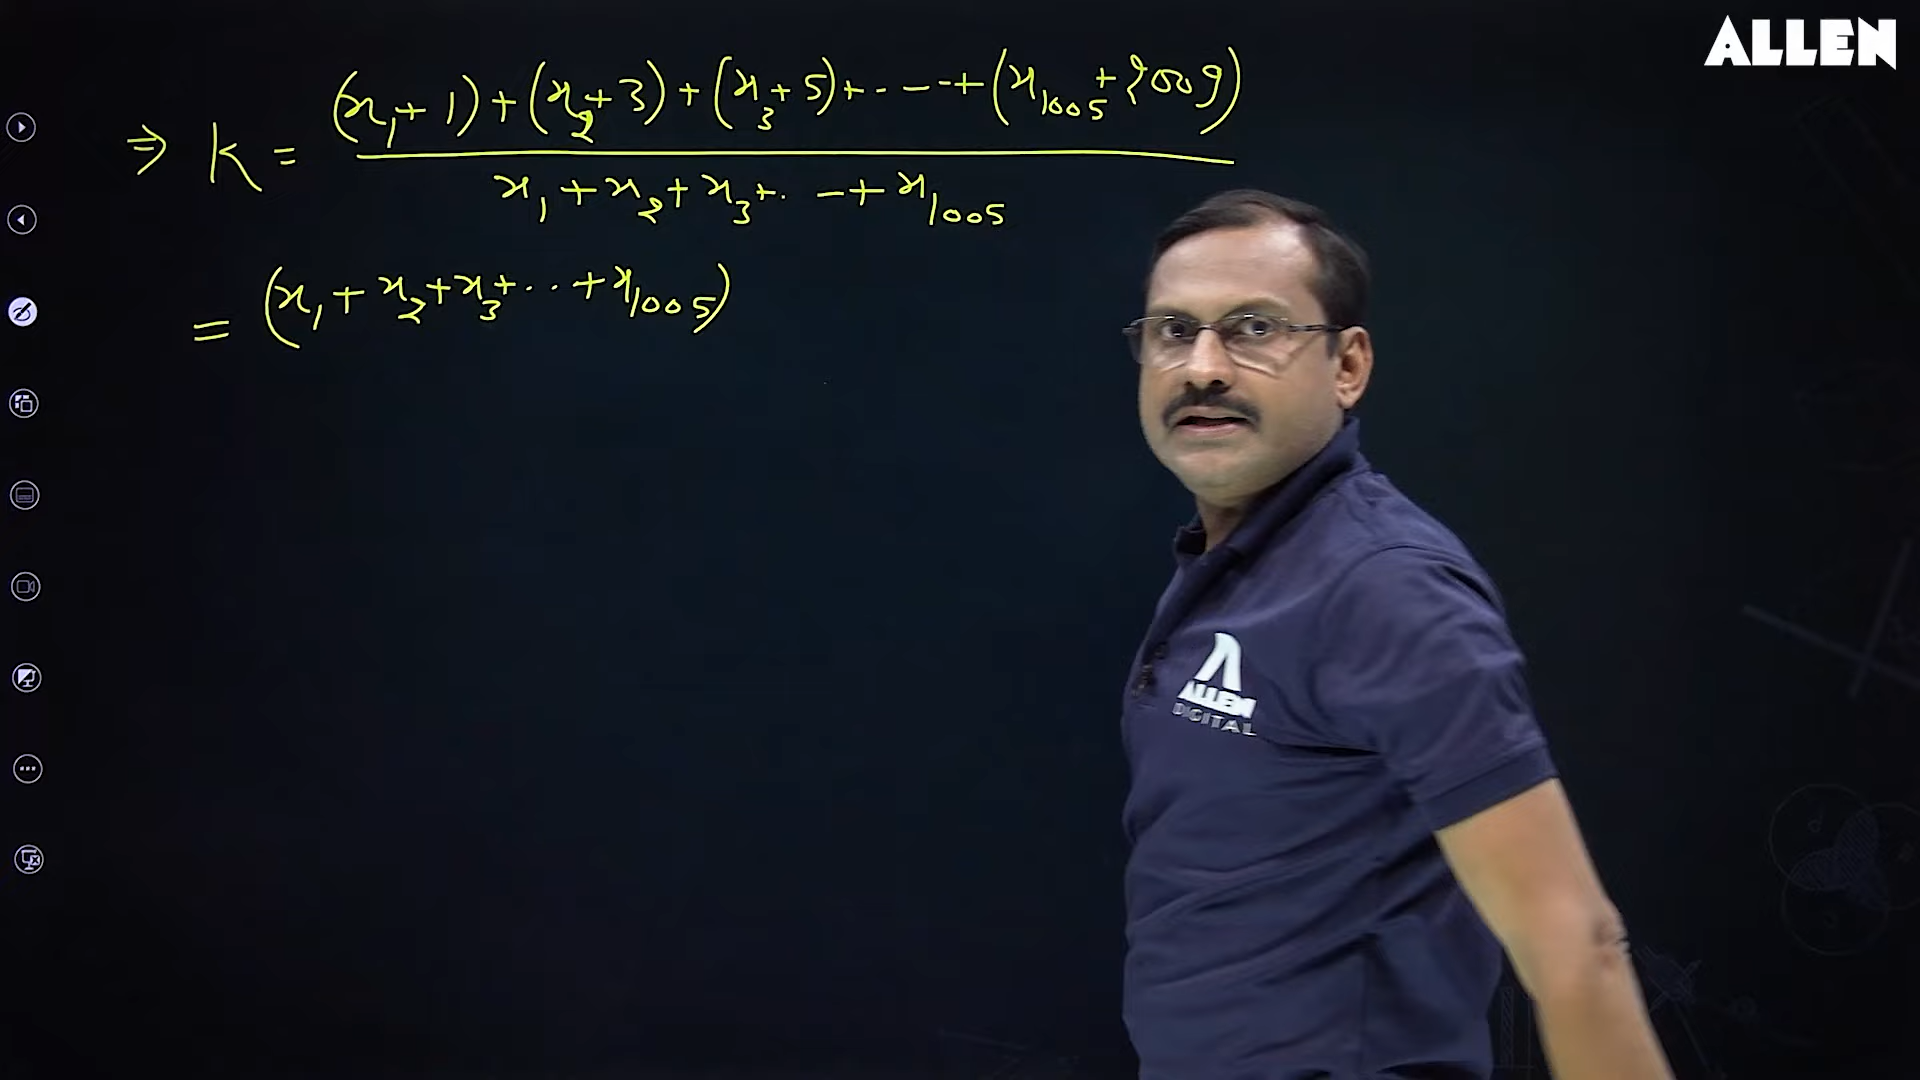 ALLEN
⇒ K = (x₁+1)+(x₂+3)+(x₃+5)+----+(x₁₀₀₅+2009)
x₁+x₂+x₃+..-+x₁₀₀₅
= (x₁+x₂+x₃+..+x₁₀₀₅)
ALLEN
DIGITAL